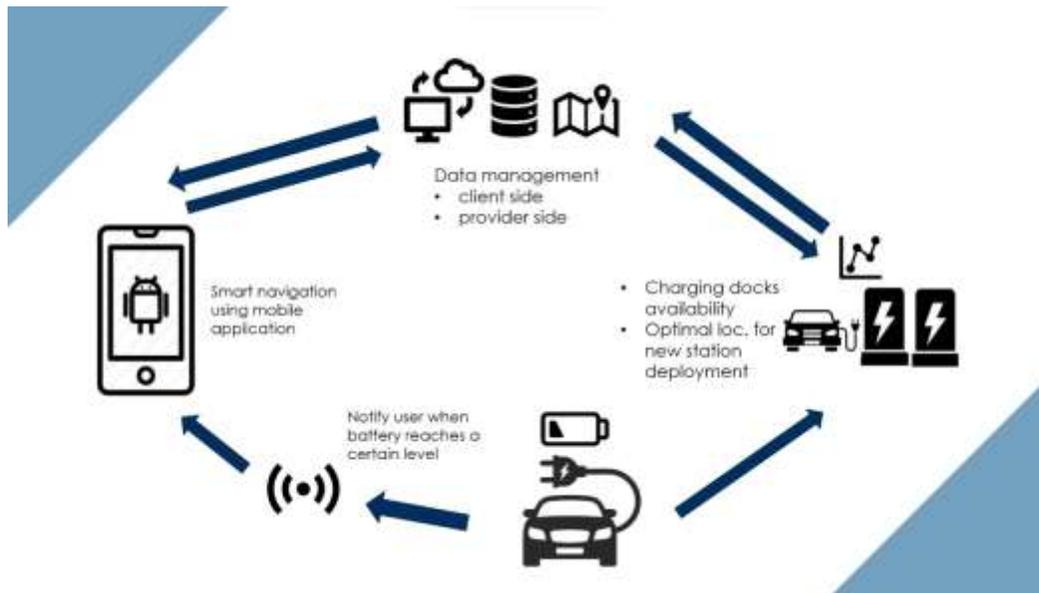 Data management
• client side
• provider side
Smart navigation
using mobile
application
• Charging docks
availability
• Optimal loc. for
new station
deployment
Notify user when
battery reaches a
certain level